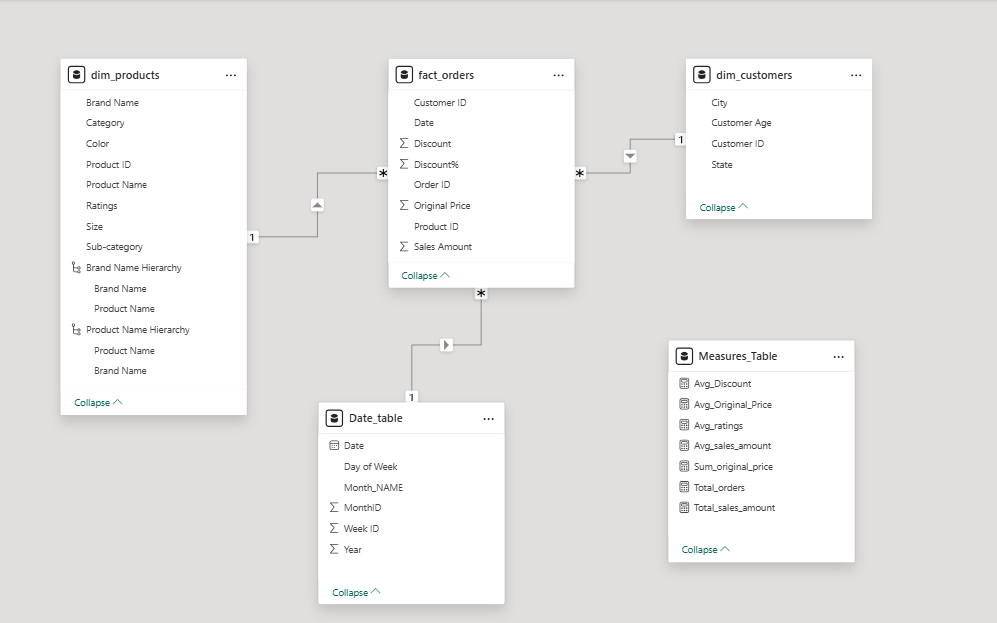 dim_products
Brand Name
Category
Color
Product ID
Product Name
Ratings
Size
Sub-category
Brand Name Hierarchy
Brand Name
Product Name
Product Name Hierarchy
Product Name
Brand Name
Collapse
1
*
fact_orders
Customer ID
Date
Σ Discount
Σ Discount%
Order ID
Σ Original Price
Product ID
Σ Sales Amount
Collapse
*
1
dim_customers
City
Customer Age
Customer ID
State
Collapse
*
1
Date_table
Date
Day of Week
Month_NAME
Σ MonthID
Σ Week ID
Σ Year
Collapse
Measures_Table
Avg_Discount
Avg_Original_Price
Avg_ratings
Avg_sales_amount
Sum_original_price
Total_orders
Total_sales_amount
Collapse